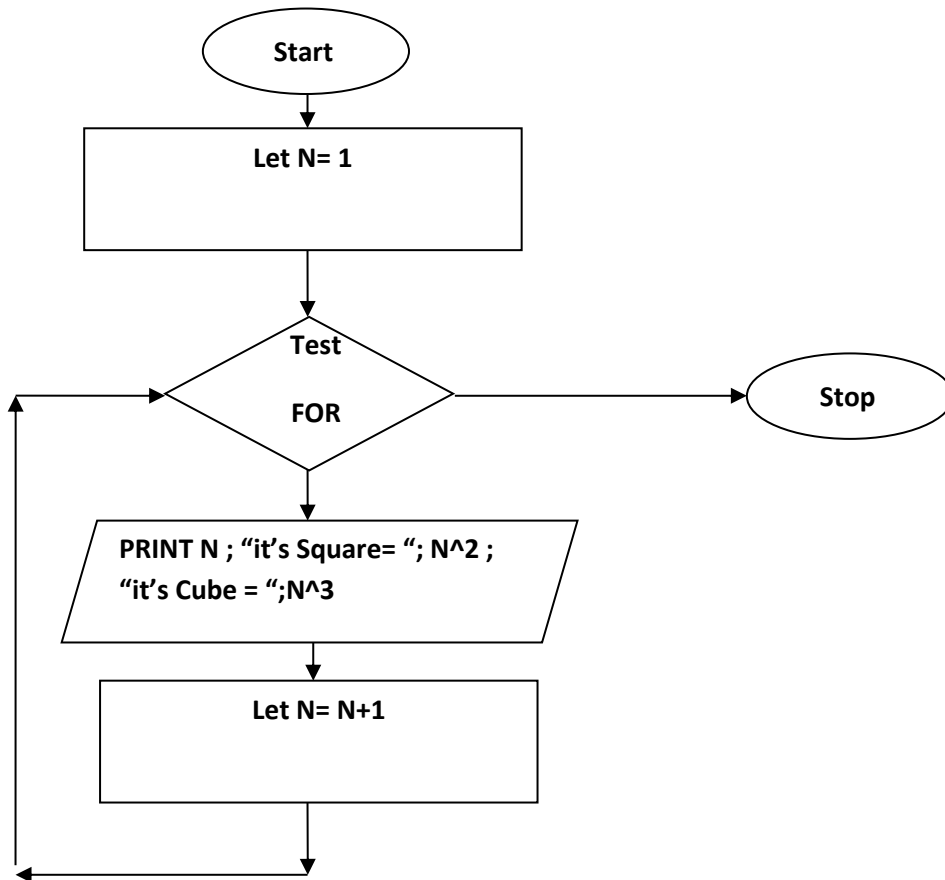 Start
Let N= 1
Test
FOR
Stop
PRINT N ; “it’s Square= “; N^2 ;
“it’s Cube = “;N^3
Let N= N+1